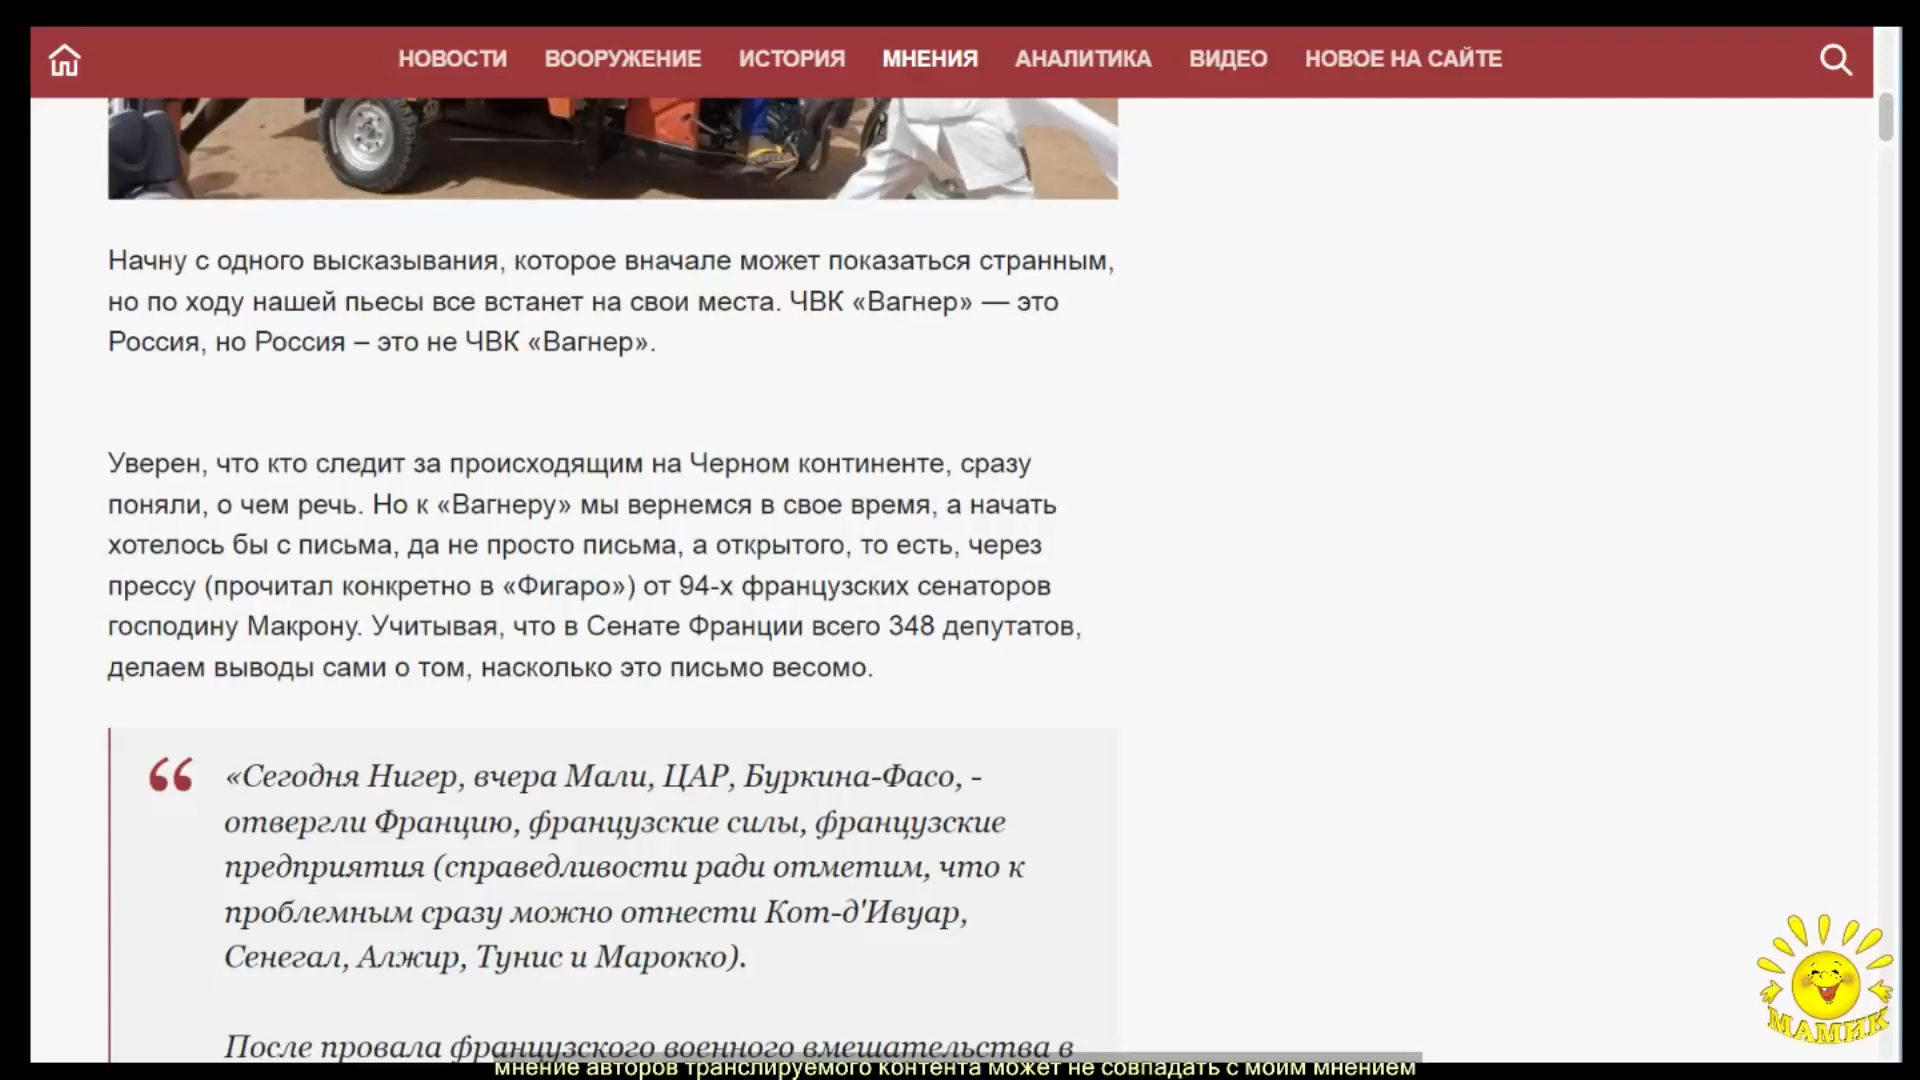 НОВОСТИ ВООРУЖЕНИЕ ИСТОРИЯ МНЕНИЯ АНАЛИТИКА ВИДЕО НОВОЕ НА САЙТЕ
Начну с одного высказывания, которое вначале может показаться странным,
но по ходу нашей пьесы все встанет на свои места. ЧВК «Вагнер» — это
Россия, но Россия – это не ЧВК «Вагнер».
Уверен, что кто следит за происходящим на Черном континенте, сразу
поняли, о чем речь. Но к «Вагнеру» мы вернемся в свое время, а начать
хотелось бы с письма, да не просто письма, а открытого, то есть, через
прессу (прочитал конкретно в «Фигаро») от 94-х французских сенаторов
господину Макрону. Учитывая, что в Сенате Франции всего 348 депутатов,
делаем выводы сами о том, насколько это письмо весомо.
«Сегодня Нигер, вчера Мали, ЦАР, Буркина-Фасо, -
отвергли Францию, французские силы, французские
предприятия (справедливости ради отметим, что к
проблемным сразу можно отнести Кот-д'Ивуар,
Сенегал, Алжир, Тунис и Марокко).
После провала французского военного вмешательства в
мнение авторов транслируемого контента может не совпадать с моим мнением
МАМИК